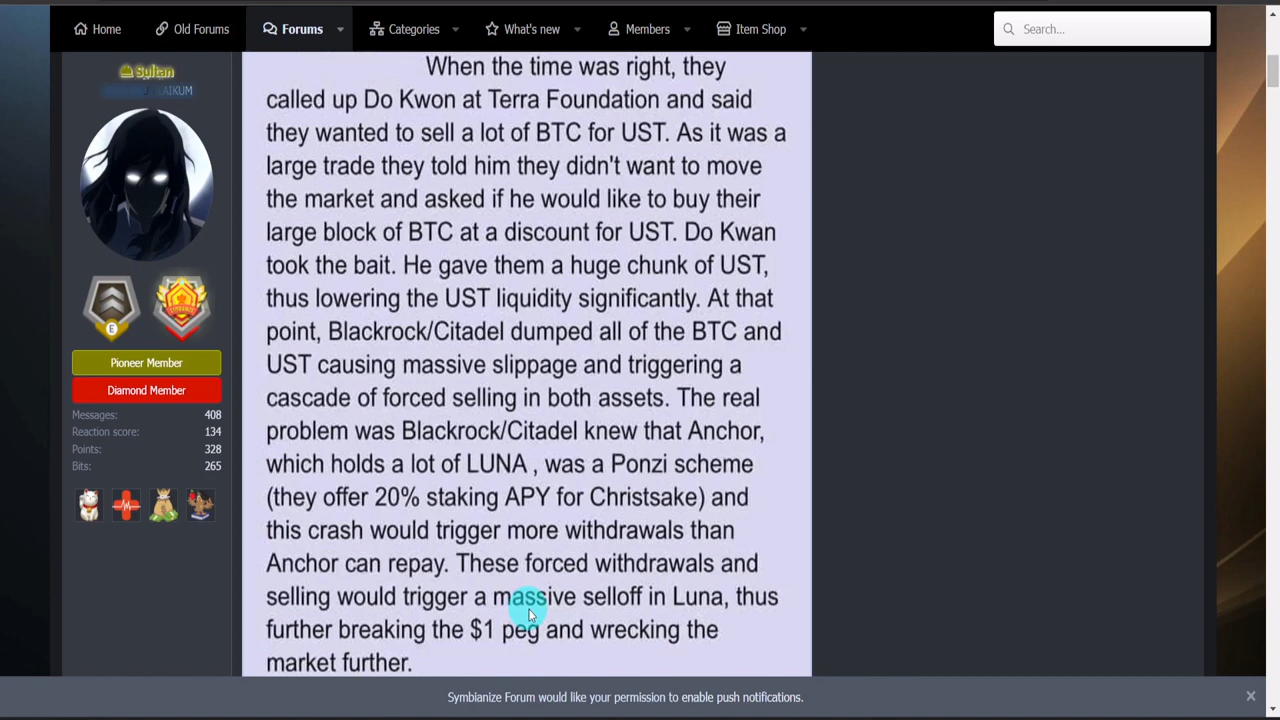 Home
Old Forums
Forums
Categories
What's new
Members
Item Shop
Search...
Sultan
LAIKUM
E
SYMBIANIZE
Pioneer Member
Diamond Member
Messages: 408
Reaction score: 134
Points: 328
Bits: 265
When the time was right, they
called up Do Kwon at Terra Foundation and said
they wanted to sell a lot of BTC for UST. As it was a
large trade they told him they didn't want to move
the market and asked if he would like to buy their
large block of BTC at a discount for UST. Do Kwan
took the bait. He gave them a huge chunk of UST,
thus lowering the UST liquidity significantly. At that
point, Blackrock/Citadel dumped all of the BTC and
UST causing massive slippage and triggering a
cascade of forced selling in both assets. The real
problem was Blackrock/Citadel knew that Anchor,
which holds a lot of LUNA , was a Ponzi scheme
(they offer 20% staking APY for Christsake) and
this crash would trigger more withdrawals than
Anchor can repay. These forced withdrawals and
selling would trigger a massive selloff in Luna, thus
further breaking the $1 peg and wrecking the
market further.
Symbianize Forum would like your permission to enable push notifications.